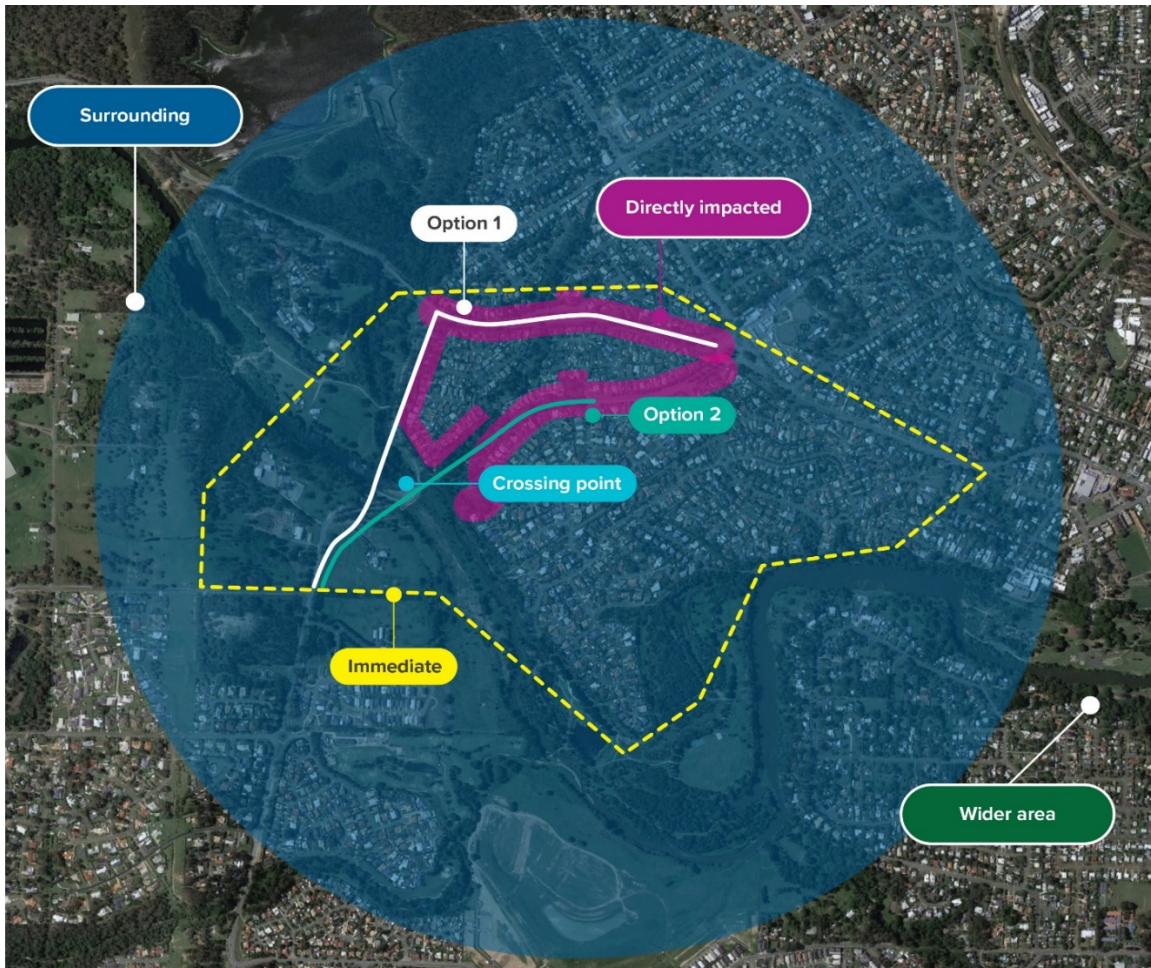 Surrounding
Directly impacted
Option 1
Option 2
Crossing point
Immediate
Wider area